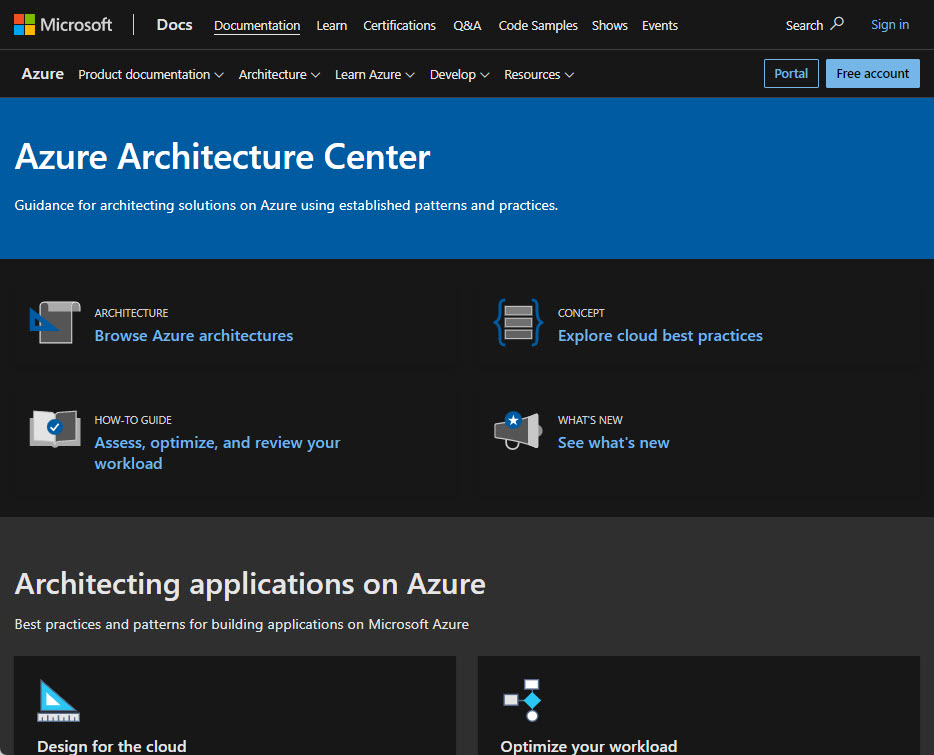 Microsoft Docs Documentation Learn Certifications Q&A Code Samples Shows Events Search Sign in
Azure Product documentation Architecture Learn Azure Develop Resources Portal Free account
Azure Architecture Center
Guidance for architecting solutions on Azure using established patterns and practices.
ARCHITECTURE
Browse Azure architectures
CONCEPT
Explore cloud best practices
HOW-TO GUIDE
Assess, optimize, and review your
workload
WHAT'S NEW
See what's new
Architecting applications on Azure
Best practices and patterns for building applications on Microsoft Azure
Design for the cloud
Optimize your workload